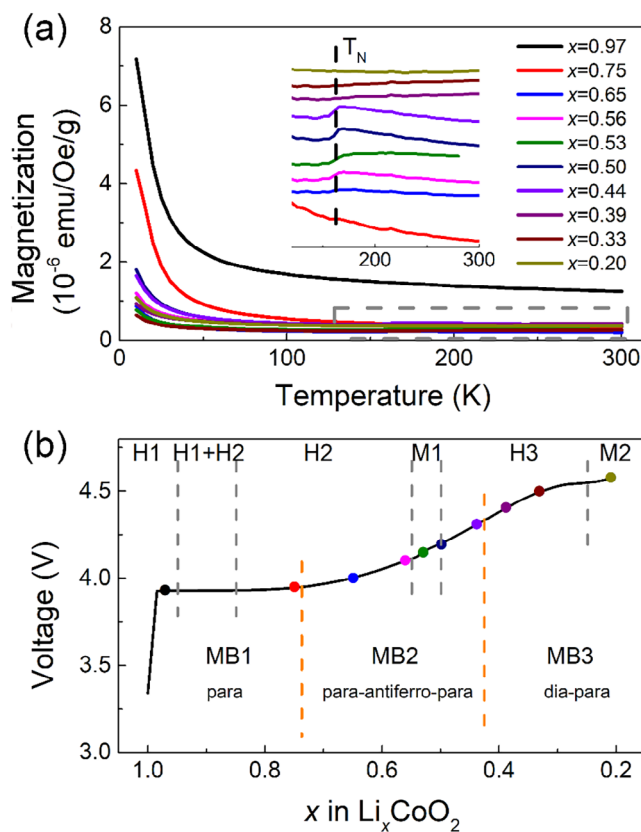 (a)
8
6
4
2
0
Magnetization
(10⁻⁶ emu/Oe/g)
T_N
200
300
x=0.97
x=0.75
x=0.65
x=0.56
x=0.53
x=0.50
x=0.44
x=0.39
x=0.33
x=0.20
0 100 200 300
Temperature (K)
(b)
H1 H1+H2 H2 M1 H3 M2
4.5
4.0
3.5
3.0
Voltage (V)
MB1 MB2 MB3
para para-antiferro-para dia-para
1.0 0.8 0.6 0.4 0.2
x in LiₓCoO₂